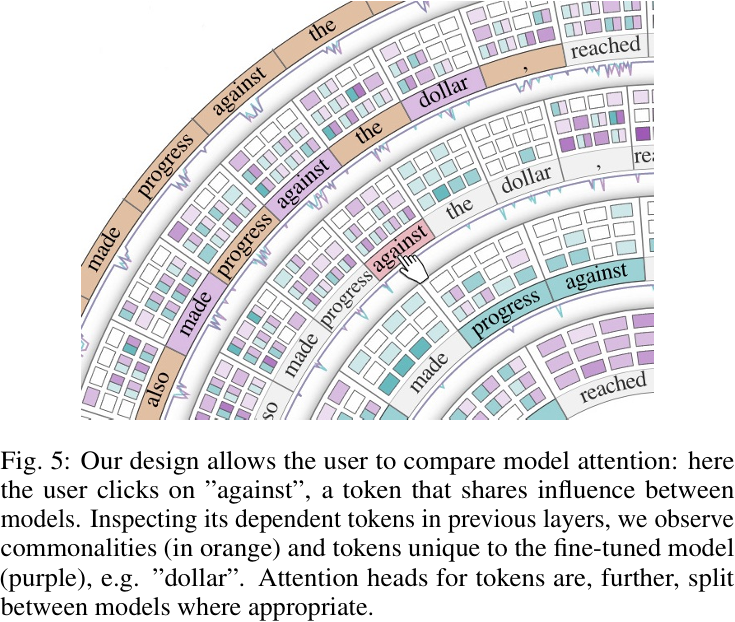 made progress against the
also made progress against the dollar , reached
so made progress against the dollar , rea
made progress against
reached
Fig. 5: Our design allows the user to compare model attention: here
the user clicks on ”against”, a token that shares influence between
models. Inspecting its dependent tokens in previous layers, we observe
commonalities (in orange) and tokens unique to the fine-tuned model
(purple), e.g. ”dollar”. Attention heads for tokens are, further, split
between models where appropriate.